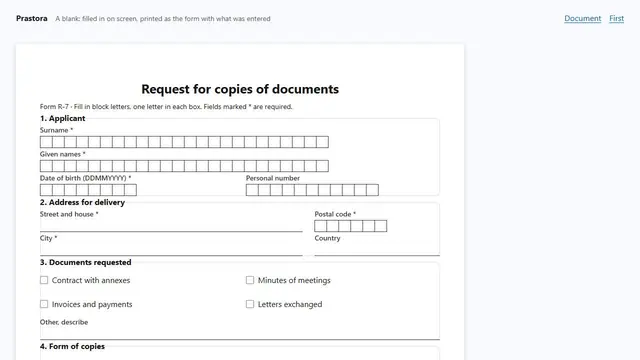 Prastora A blank: filled in on screen, printed as the form with what was entered Document First
Request for copies of documents
Form R-7 · Fill in block letters, one letter in each box. Fields marked * are required.
1. Applicant
Surname *
Given names *
Date of birth (DDMMYYYY) * Personal number
2. Address for delivery
Street and house * Postal code *
City * Country
3. Documents requested
Contract with annexes Minutes of meetings
Invoices and payments Letters exchanged
Other, describe
4. Form of copies